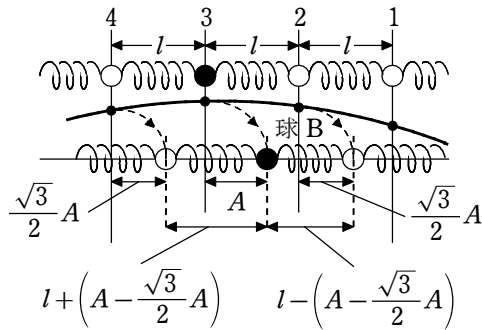 4 3 2 1
l l l
球 B
√3/2 A A √3/2 A
l+(A−√3/2 A) l−(A−√3/2 A)